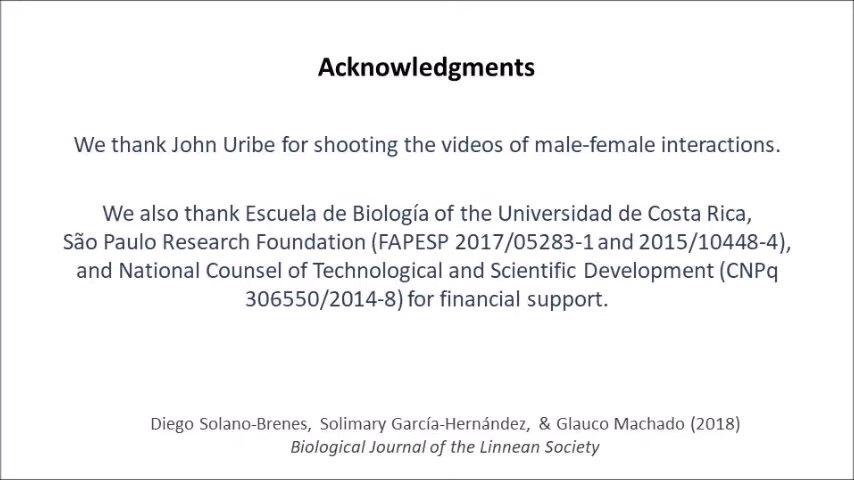 Acknowledgments
We thank John Uribe for shooting the videos of male-female interactions.
We also thank Escuela de Biología of the Universidad de Costa Rica,
São Paulo Research Foundation (FAPESP 2017/05283-1 and 2015/10448-4),
and National Counsel of Technological and Scientific Development (CNPq
306550/2014-8) for financial support.
Diego Solano-Brenes, Solimary García-Hernández, & Glauco Machado (2018)
Biological Journal of the Linnean Society